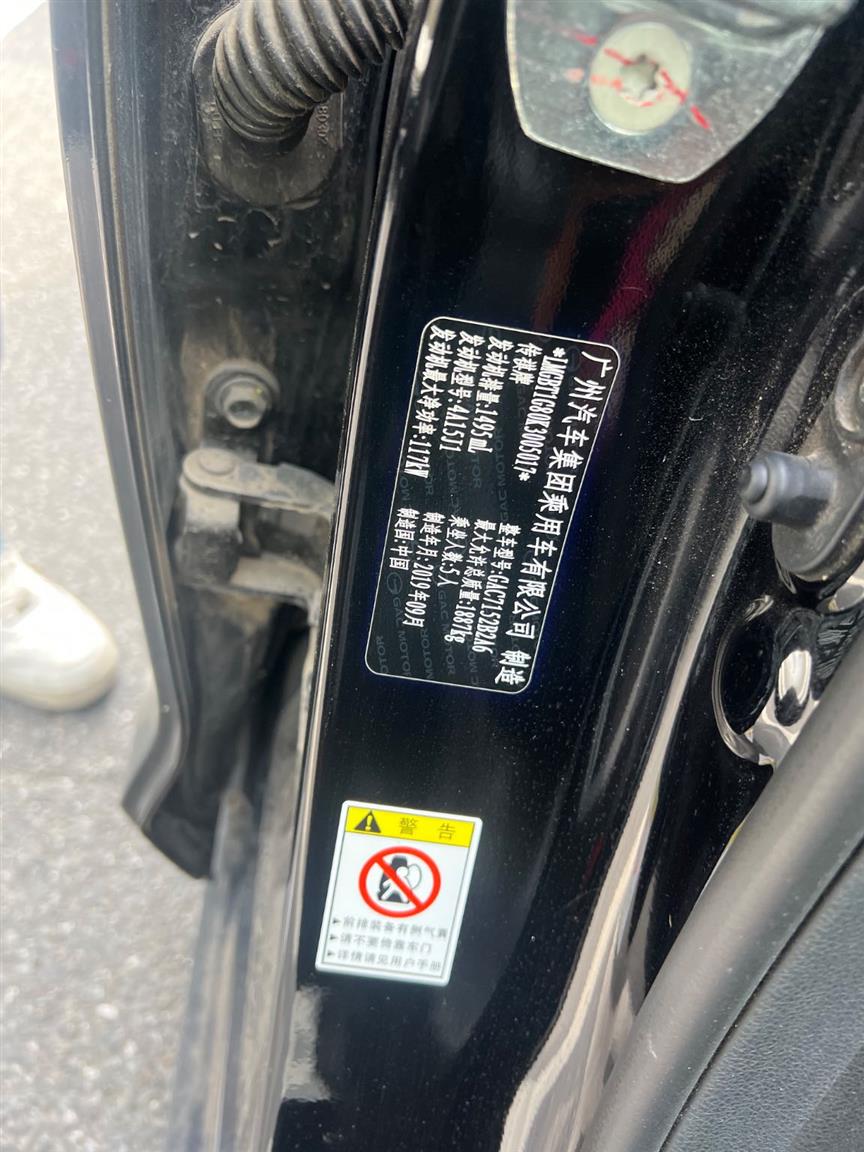 广州汽车集团乘用车有限公司 制造
*LMGBT1G80K3005017*
传祺牌 整车型号:GAC7152B2A6
发动机排量:1495mL 最大允许总质量:1887kg
发动机型号:4A15J1 乘坐人数:5人
发动机最大净功率:117kW 制造年月:2019年09月
制造国:中国
GAC MOTOR
警 告
▲前排装备有侧气囊
▲请不要倚靠车门
▲详情请见用户手册